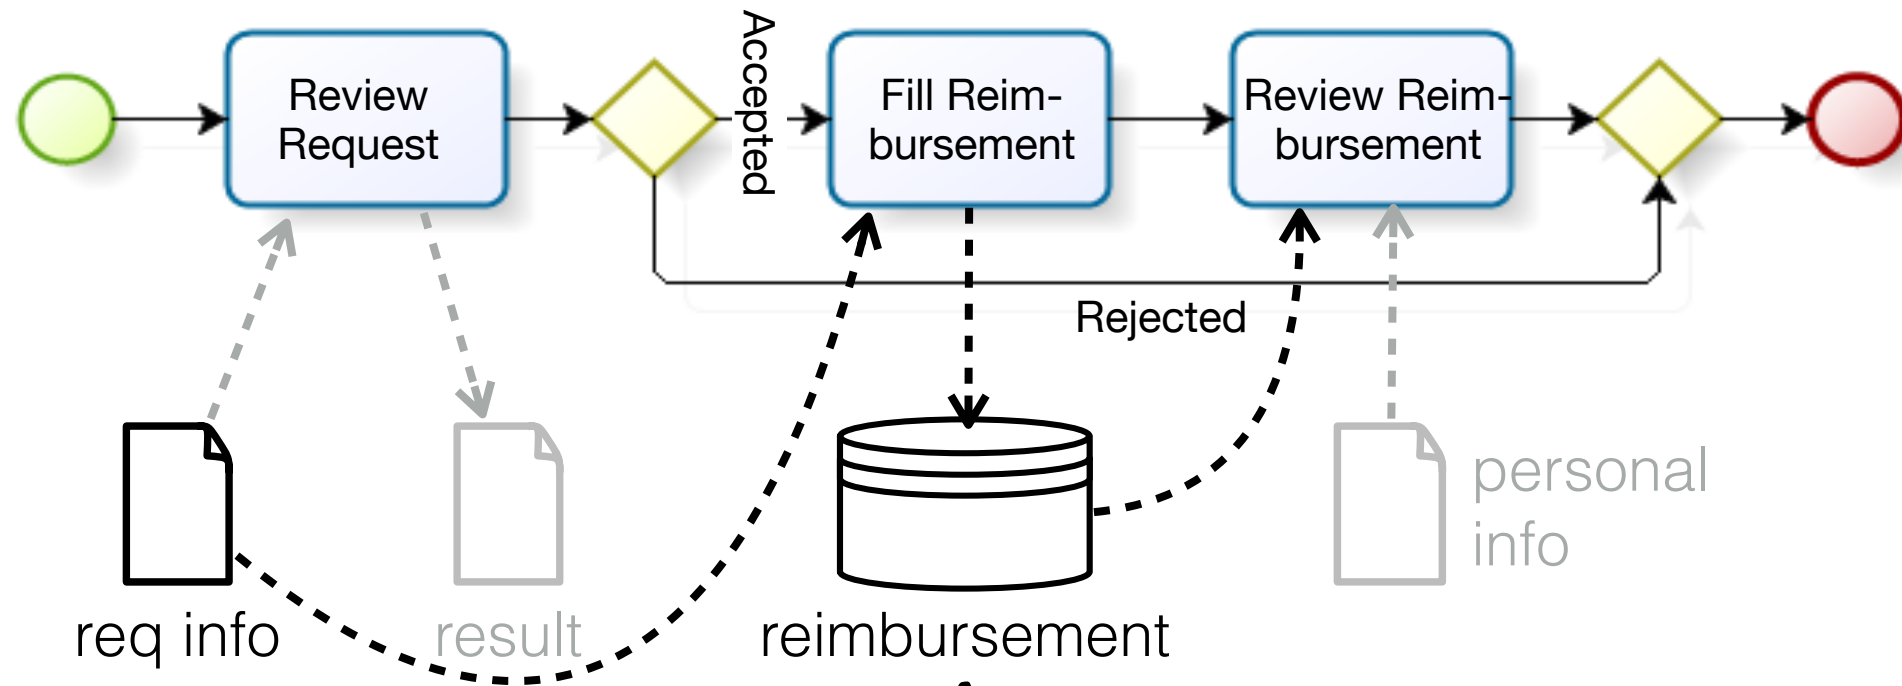 Review
Request
Accepted
Fill Reim-
bursement
Review Reim-
bursement
Rejected
req info
result
reimbursement
personal
info